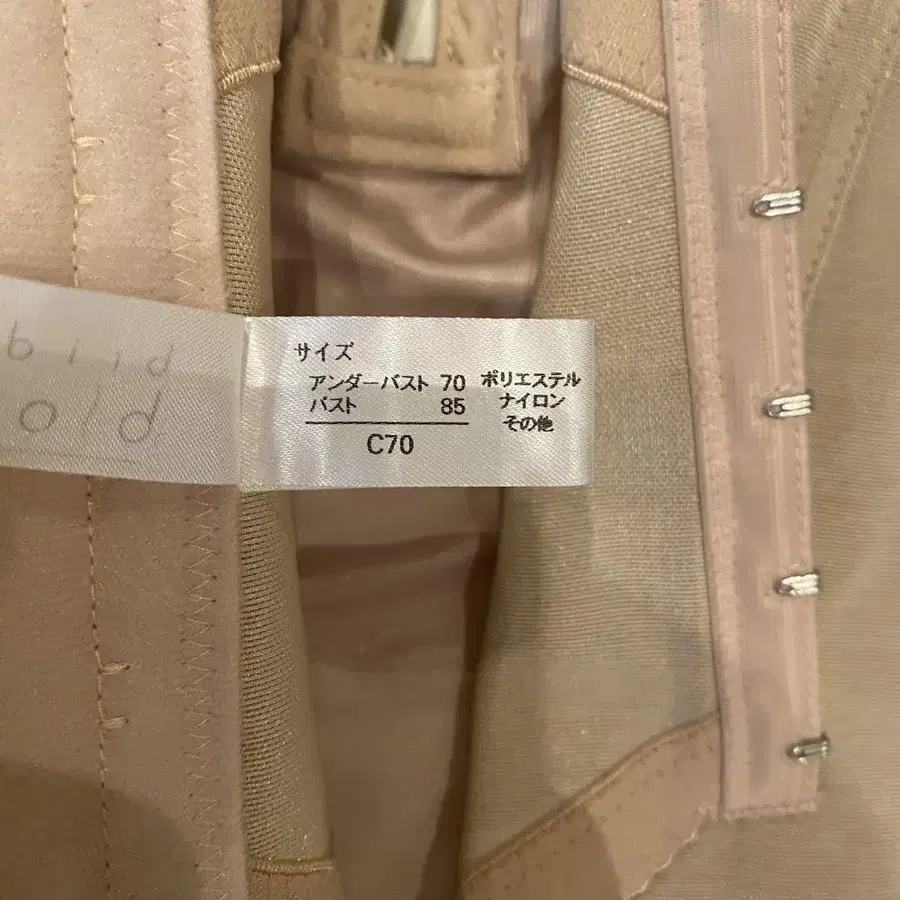 サイズ
アンダーバスト 70
バスト 85
C70
ポリエステル
ナイロン
その他